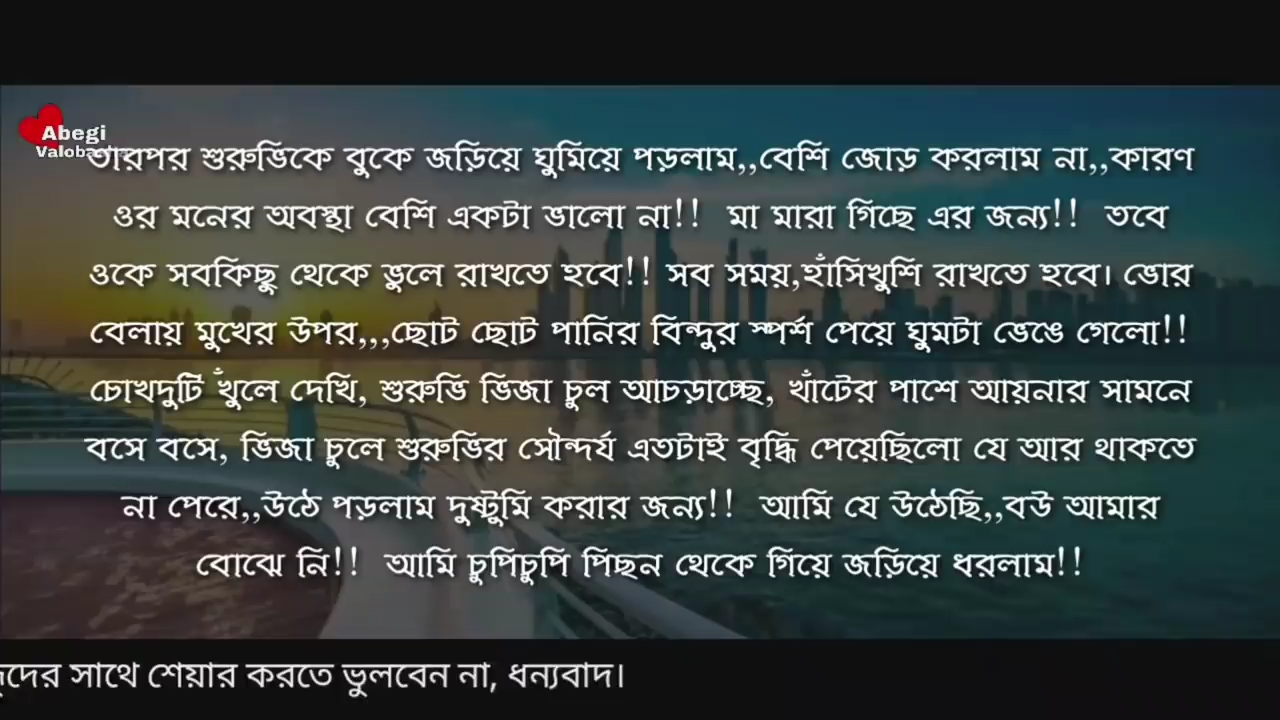 Abegi
Valobasha
তারপর শুরুভিকে বুকে জড়িয়ে ঘুমিয়ে পড়লাম,,বেশি জোড় করলাম না,,কারণ
ওর মনের অবস্থা বেশি একটা ভালো না!! মা মারা গিছে এর জন্য!! তবে
ওকে সবকিছু থেকে ভুলে রাখতে হবে!! সব সময়,হাঁসিখুশি রাখতে হবে। ভোর
বেলায় মুখের উপর,,,ছোট ছোট পানির বিন্দুর স্পর্শ পেয়ে ঘুমটা ভেঙে গেলো!!
চোখদুটি খুঁলে দেখি, শুরুভি ভিজা চুল আচড়াচ্ছে, খাঁটের পাশে আয়নার সামনে
বসে বসে, ভিজা চুলে শুরুভির সৌন্দর্য এতটাই বৃদ্ধি পেয়েছিলো যে আর থাকতে
না পেরে,,উঠে পড়লাম দুষ্টুমি করার জন্য!! আমি যে উঠেছি,,বউ আমার
বোঝে নি!! আমি চুপিচুপি পিছন থেকে গিয়ে জড়িয়ে ধরলাম!!
সাথে শেয়ার করতে ভুলবেন না, ধন্যবাদ।